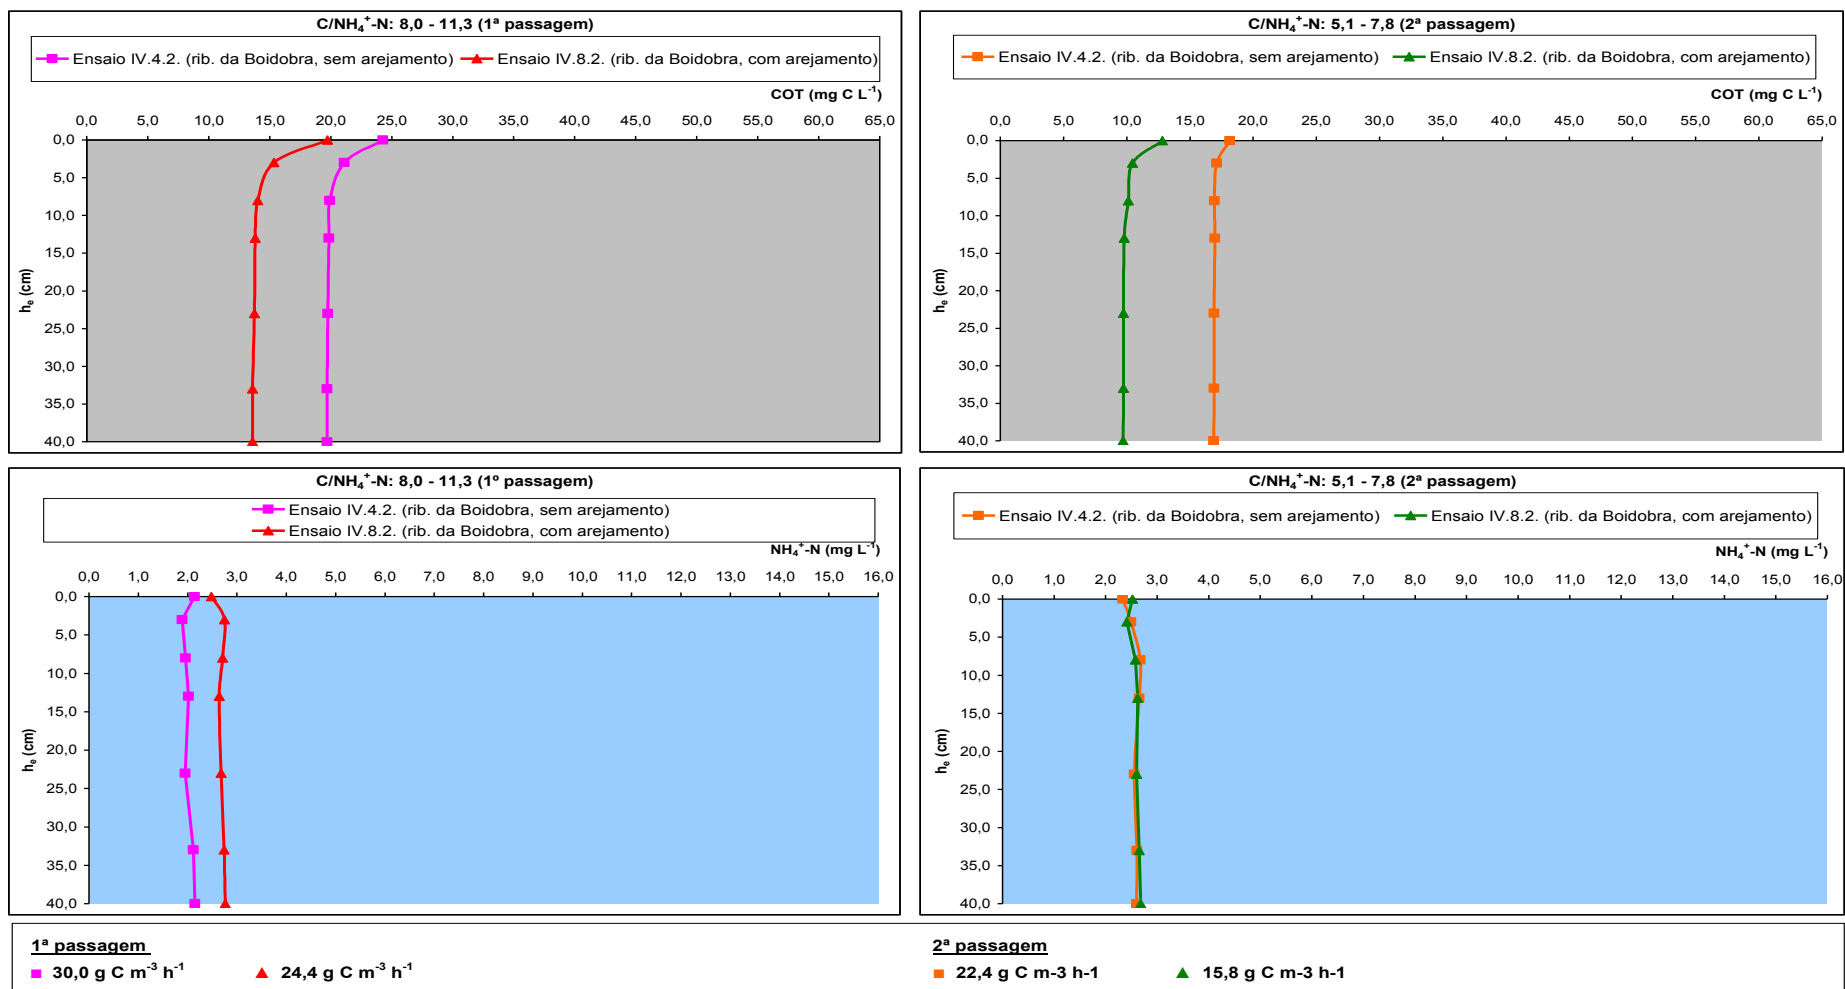 C/NH₄⁺-N: 8,0 - 11,3 (1ª passagem)
Ensaio IV.4.2. (rib. da Boidobra, sem arejamento) Ensaio IV.8.2. (rib. da Boidobra, com arejamento)
COT (mg C L⁻¹)
0,0 5,0 10,0 15,0 20,0 25,0 30,0 35,0 40,0 45,0 50,0 55,0 60,0 65,0
0,0
5,0
10,0
15,0
20,0
25,0
30,0
35,0
40,0
hₑ (cm)
C/NH₄⁺-N: 5,1 - 7,8 (2ª passagem)
Ensaio IV.4.2. (rib. da Boidobra, sem arejamento) Ensaio IV.8.2. (rib. da Boidobra, com arejamento)
COT (mg C L⁻¹)
0,0 5,0 10,0 15,0 20,0 25,0 30,0 35,0 40,0 45,0 50,0 55,0 60,0 65,0
0,0
5,0
10,0
15,0
20,0
25,0
30,0
35,0
40,0
hₑ (cm)
C/NH₄⁺-N: 8,0 - 11,3 (1º passagem)
Ensaio IV.4.2. (rib. da Boidobra, sem arejamento)
Ensaio IV.8.2. (rib. da Boidobra, com arejamento)
NH₄⁺-N (mg L⁻¹)
0,0 1,0 2,0 3,0 4,0 5,0 6,0 7,0 8,0 9,0 10,0 11,0 12,0 13,0 14,0 15,0 16,0
0,0
5,0
10,0
15,0
20,0
25,0
30,0
35,0
40,0
hₑ (cm)
C/NH₄⁺-N: 5,1 - 7,8 (2ª passagem)
Ensaio IV.4.2. (rib. da Boidobra, sem arejamento) Ensaio IV.8.2. (rib. da Boidobra, com arejamento)
NH₄⁺-N (mg L⁻¹)
0,0 1,0 2,0 3,0 4,0 5,0 6,0 7,0 8,0 9,0 10,0 11,0 12,0 13,0 14,0 15,0 16,0
0,0
5,0
10,0
15,0
20,0
25,0
30,0
35,0
40,0
hₑ (cm)
1ª passagem
30,0 g C m⁻³ h⁻¹ 24,4 g C m⁻³ h⁻¹
2ª passagem
22,4 g C m-3 h-1 15,8 g C m-3 h-1